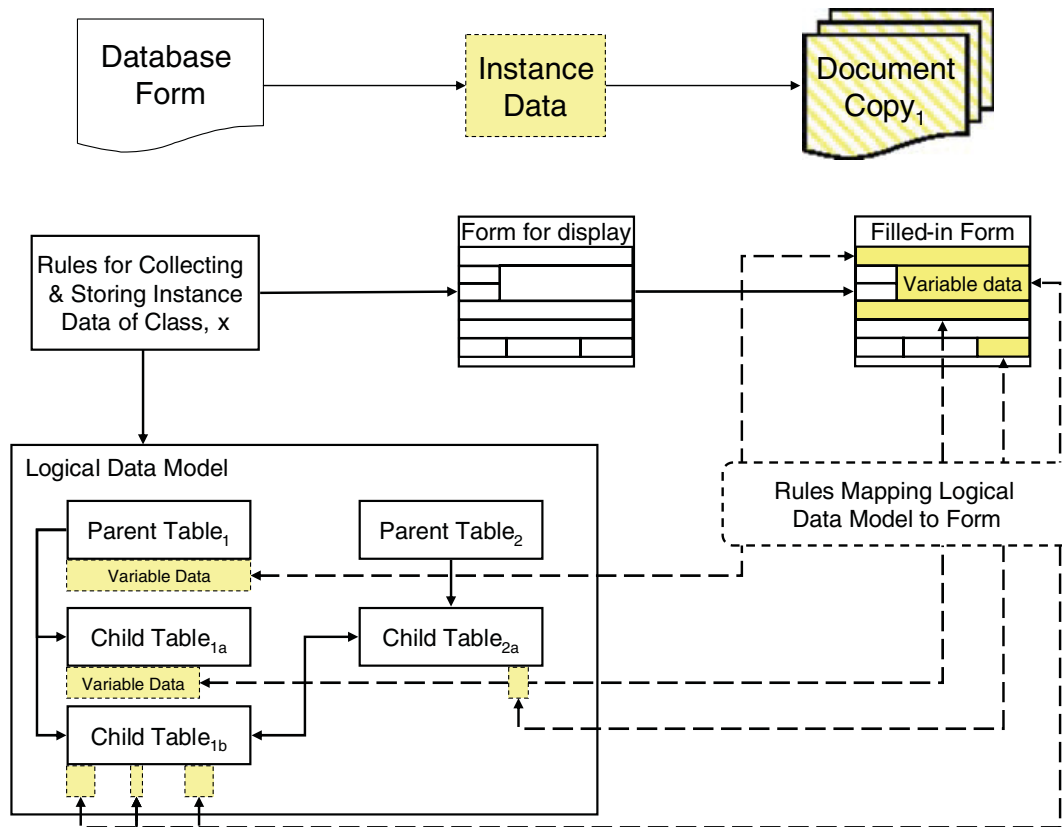 Database
Form
Instance
Data
Document
Copy1
Rules for Collecting
& Storing Instance
Data of Class, x
Form for display
Filled-in Form
Variable data
Logical Data Model
Rules Mapping Logical
Data Model to Form
Parent Table1
Parent Table2
Variable Data
Child Table1a
Child Table2a
Variable Data
Child Table1b